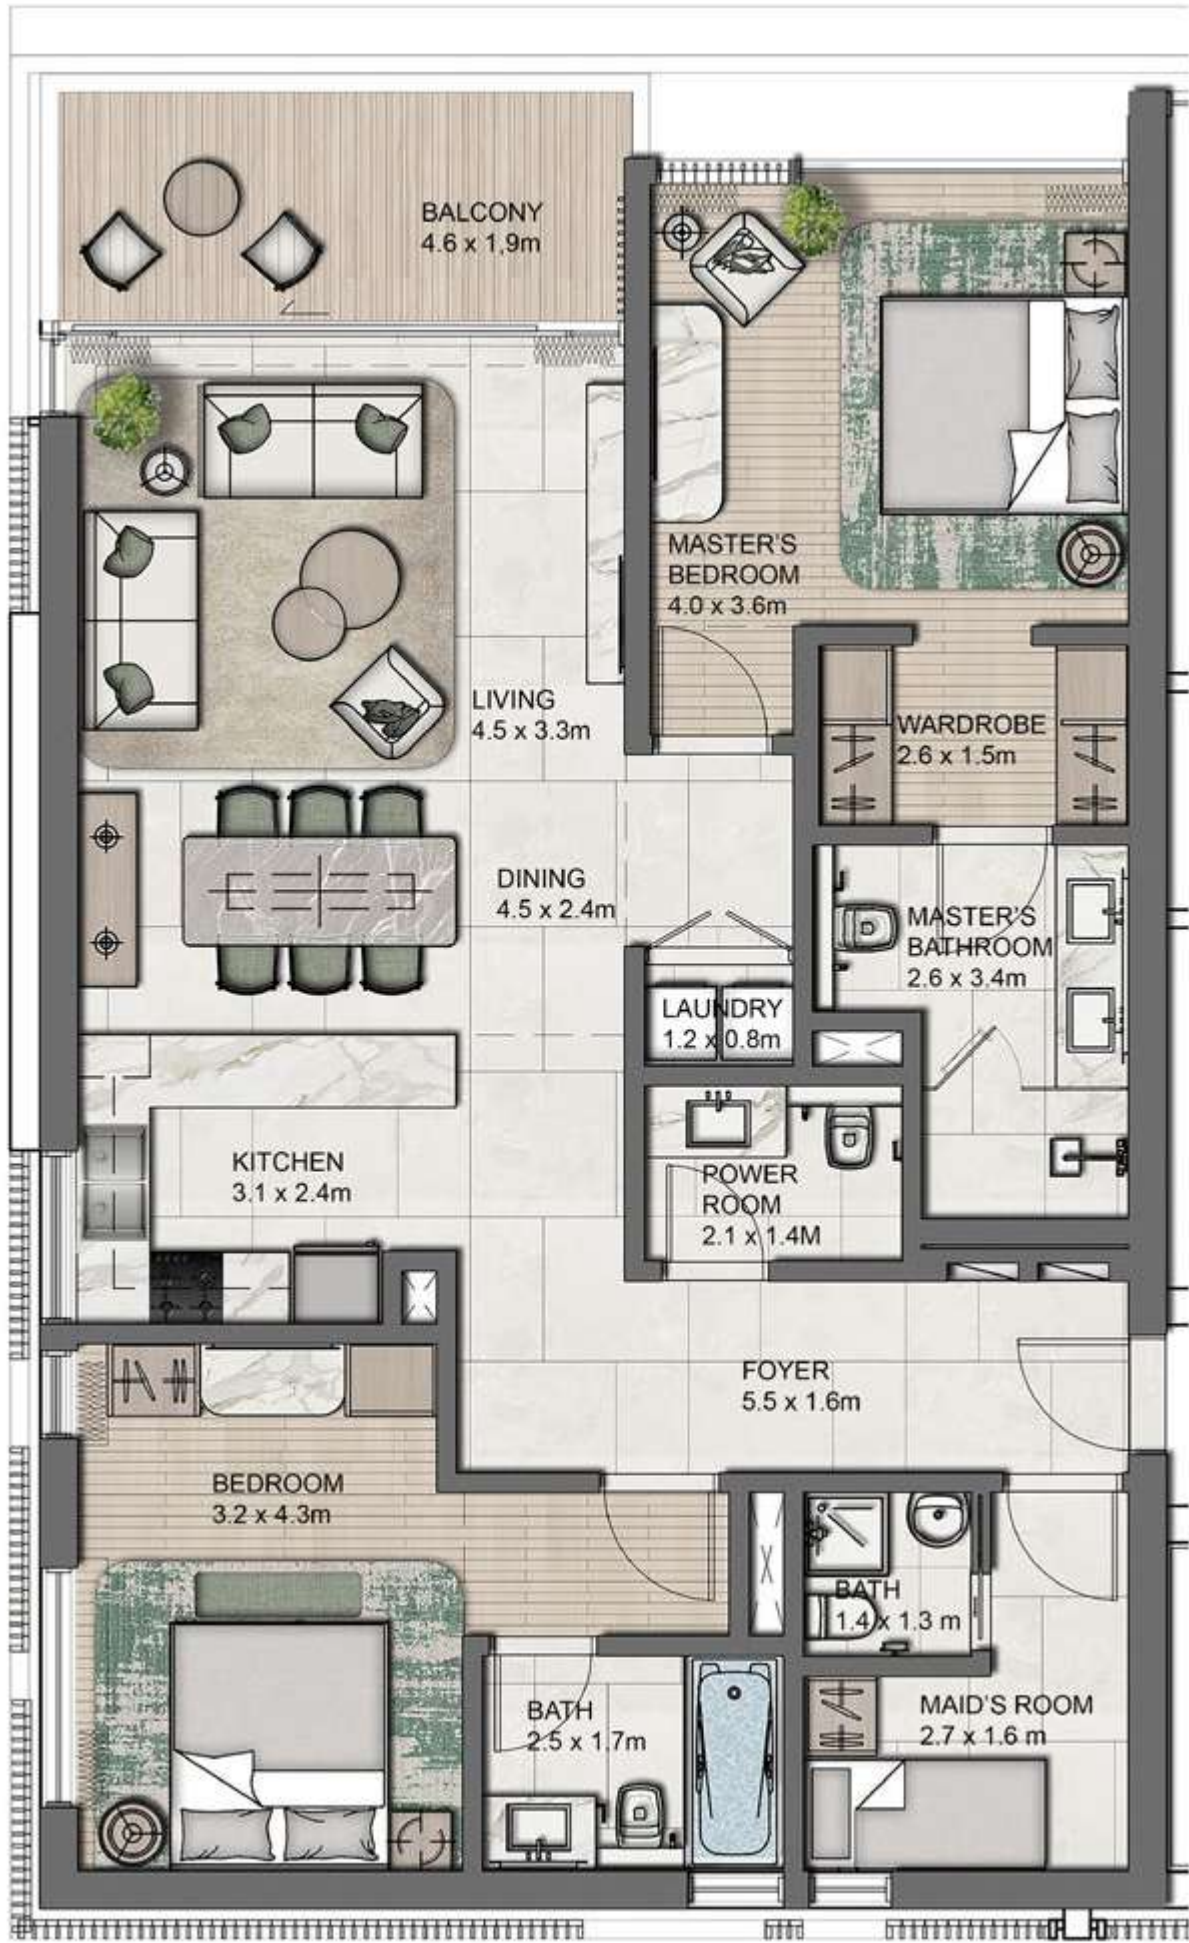 BALCONY
4.6 x 1,9m
MASTER'S
BEDROOM
4.0 x 3.6m
LIVING
4.5 x 3.3m
WARDROBE
2.6 x 1.5m
DINING
4.5 x 2.4m
MASTER'S
BATHROOM
2.6 x 3.4m
LAUNDRY
1.2 x 0.8m
KITCHEN
3.1 x 2.4m
POWER
ROOM
2.1 x 1.4M
FOYER
5.5 x 1.6m
BEDROOM
3.2 x 4.3m
BATH
1.4 x 1.3 m
BATH
2.5 x 1.7m
MAID'S ROOM
2.7 x 1.6 m